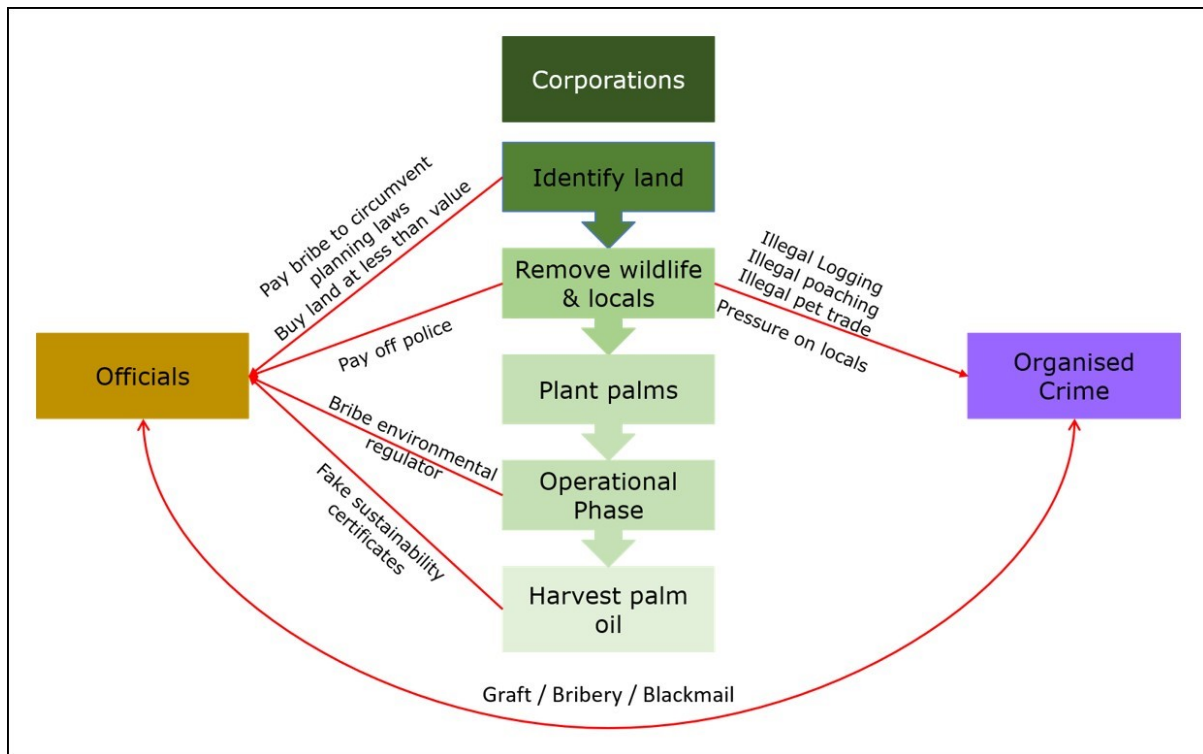 Corporations
Identify land
Pay bribe to circumvent
planning laws
Buy land at less than value
Remove wildlife
& locals
Illegal Logging
Illegal poaching
Illegal pet trade
Pressure on locals
Pay off police
Officials
Plant palms
Organised
Crime
Bribe environmental
regulator
Operational
Phase
Fake sustainability
certificates
Harvest palm
oil
Graft / Bribery / Blackmail